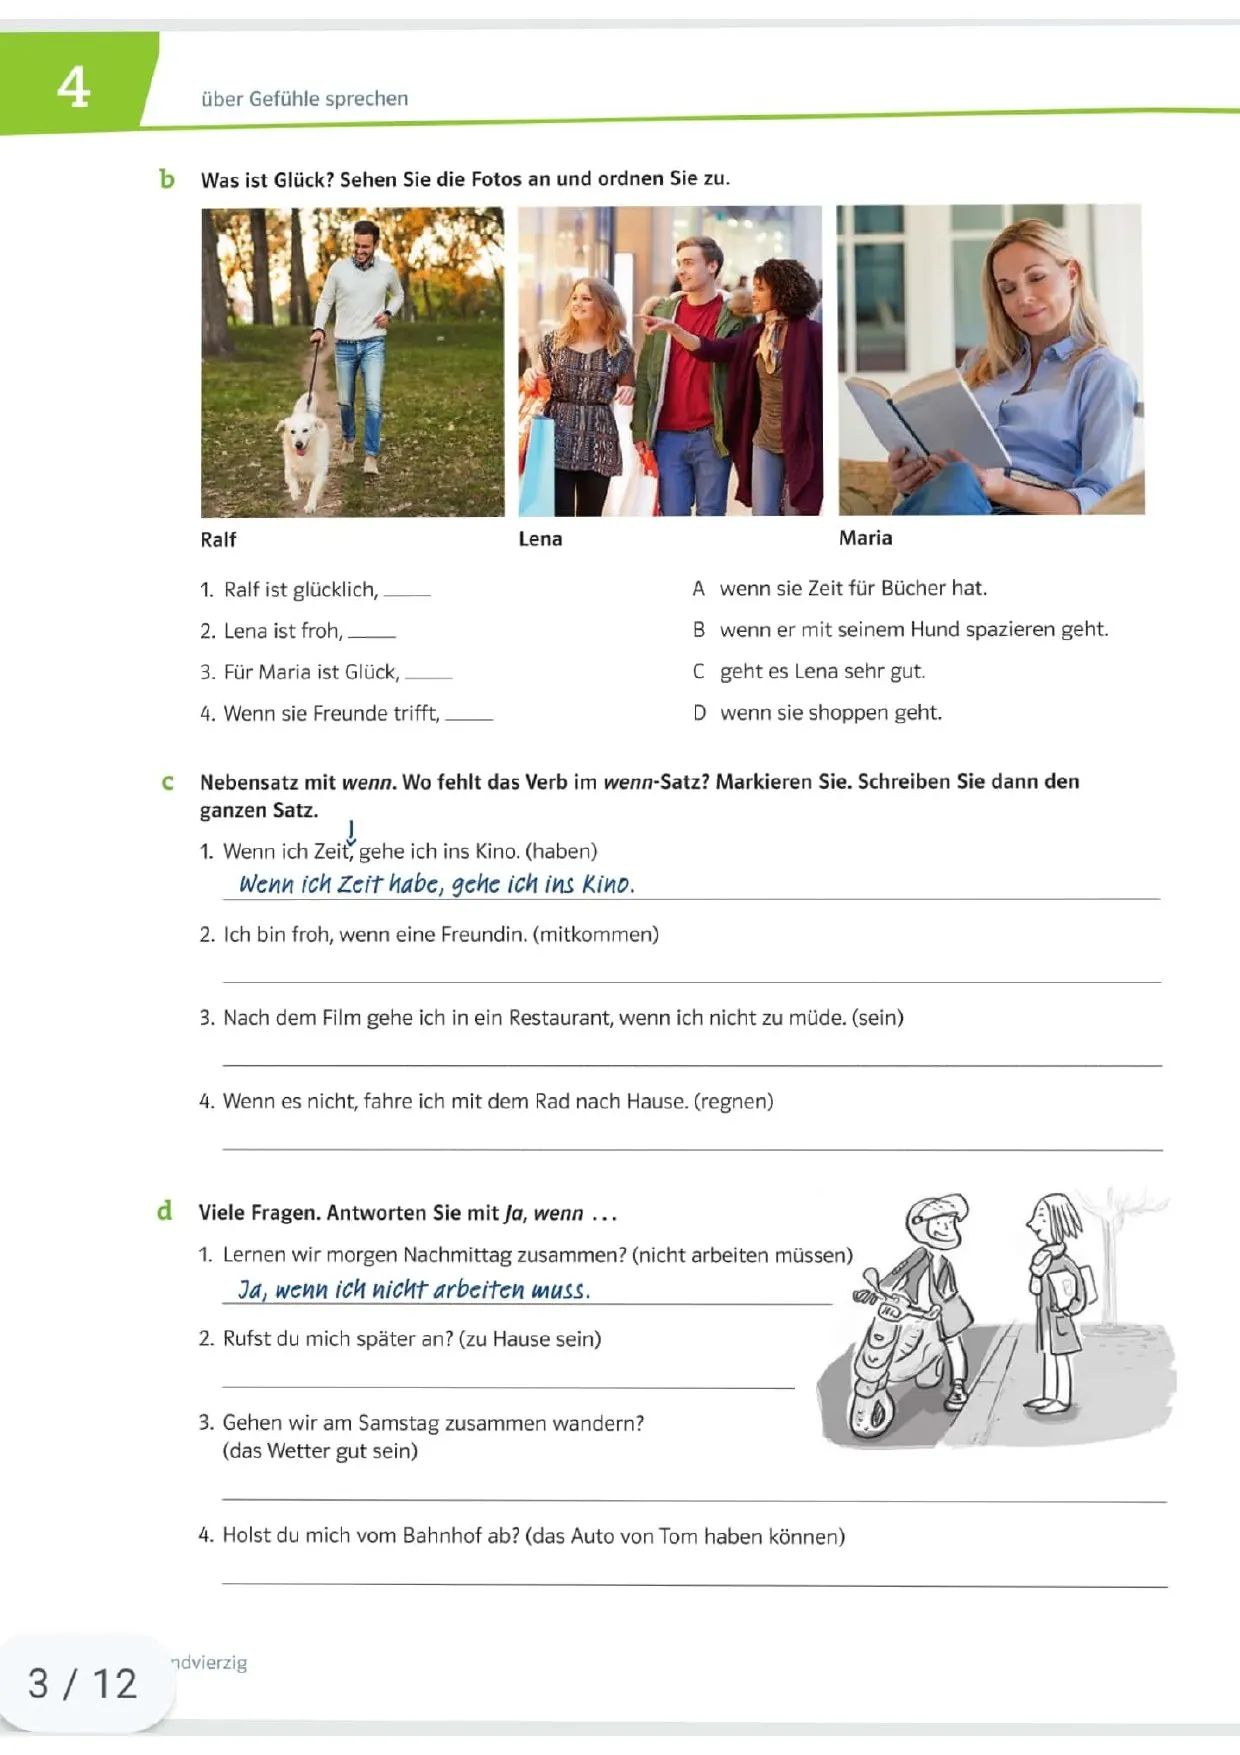 4
über Gefühle sprechen
b Was ist Glück? Sehen Sie die Fotos an und ordnen Sie zu.
Ralf
Lena
Maria
1. Ralf ist glücklich, ____
2. Lena ist froh, ____
3. Für Maria ist Glück, ____
4. Wenn sie Freunde trifft, ____
A wenn sie Zeit für Bücher hat.
B wenn er mit seinem Hund spazieren geht.
C geht es Lena sehr gut.
D wenn sie shoppen geht.
c Nebensatz mit wenn. Wo fehlt das Verb im wenn-Satz? Markieren Sie. Schreiben Sie dann den
ganzen Satz.
1. Wenn ich Zeit, gehe ich ins Kino. (haben)
Wenn ich Zeit habe, gehe ich ins Kino.
2. Ich bin froh, wenn eine Freundin. (mitkommen)
3. Nach dem Film gehe ich in ein Restaurant, wenn ich nicht zu müde. (sein)
4. Wenn es nicht, fahre ich mit dem Rad nach Hause. (regnen)
d Viele Fragen. Antworten Sie mit Ja, wenn ...
1. Lernen wir morgen Nachmittag zusammen? (nicht arbeiten müssen)
Ja, wenn ich nicht arbeiten muss.
2. Rufst du mich später an? (zu Hause sein)
3. Gehen wir am Samstag zusammen wandern?
(das Wetter gut sein)
4. Holst du mich vom Bahnhof ab? (das Auto von Tom haben können)
ndvierzig
3 / 12